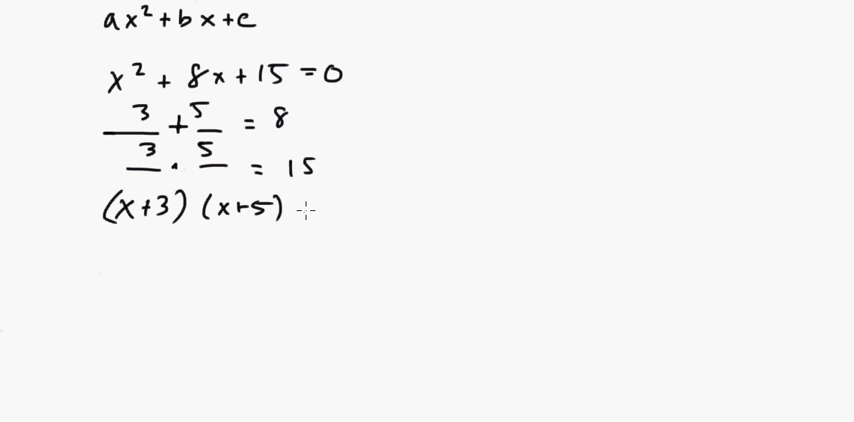 ax² + bx + c
x² + 8x + 15 = 0
3 + 5 = 8
3 · 5 = 15
(x+3) (x+5)